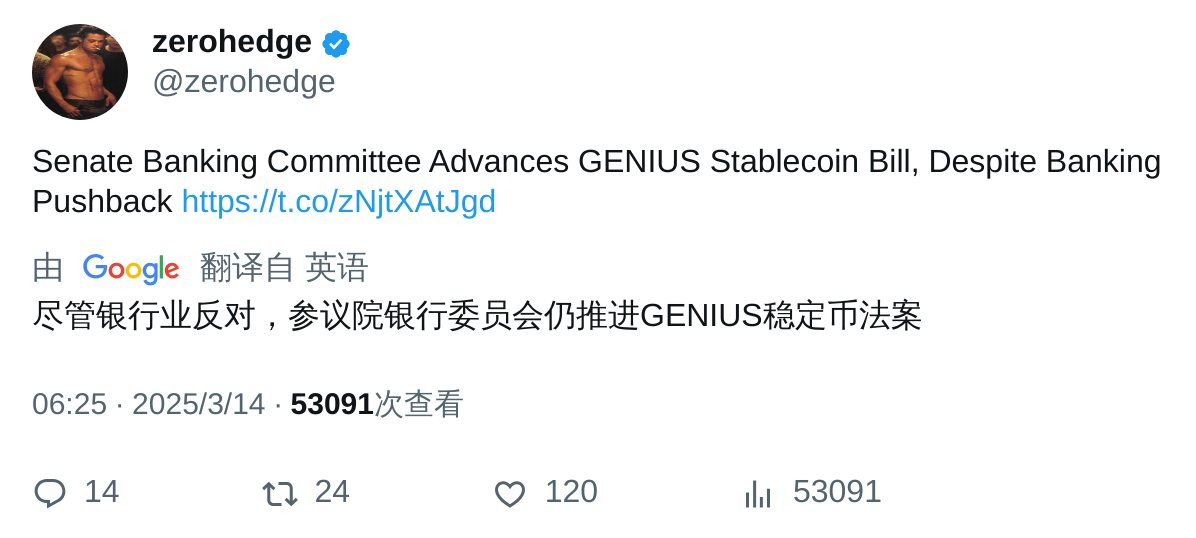 zerohedge
@zerohedge
Senate Banking Committee Advances GENIUS Stablecoin Bill, Despite Banking
Pushback https://t.co/zNjtXAtJgd
由 Google 翻译自 英语
尽管银行业反对，参议院银行委员会仍推进GENIUS稳定币法案
06:25 · 2025/3/14 · 53091次查看
14 24 120 53091